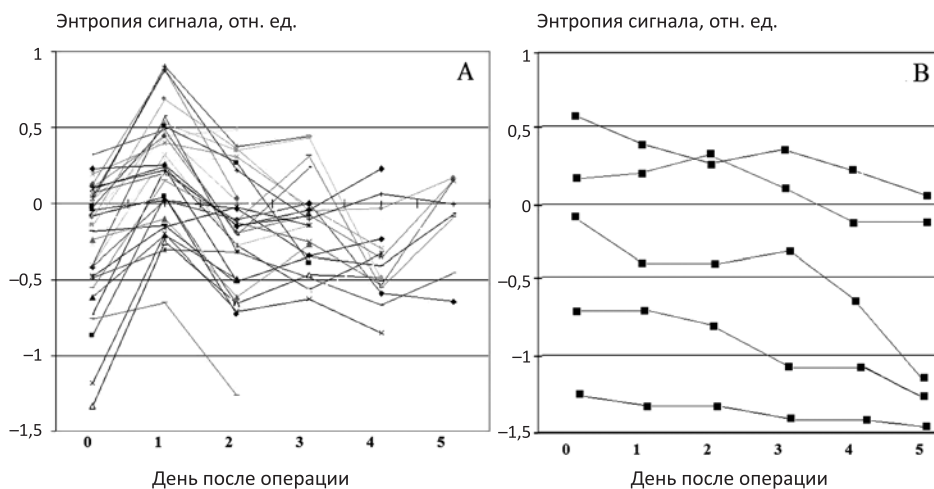 Энтропия сигнала, отн. ед.
1
A
0,5
0
–0,5
–1
–1,5
0 1 2 3 4 5
День после операции
Энтропия сигнала, отн. ед.
1
B
0,5
0
–0,5
–1
–1,5
0 1 2 3 4 5
День после операции